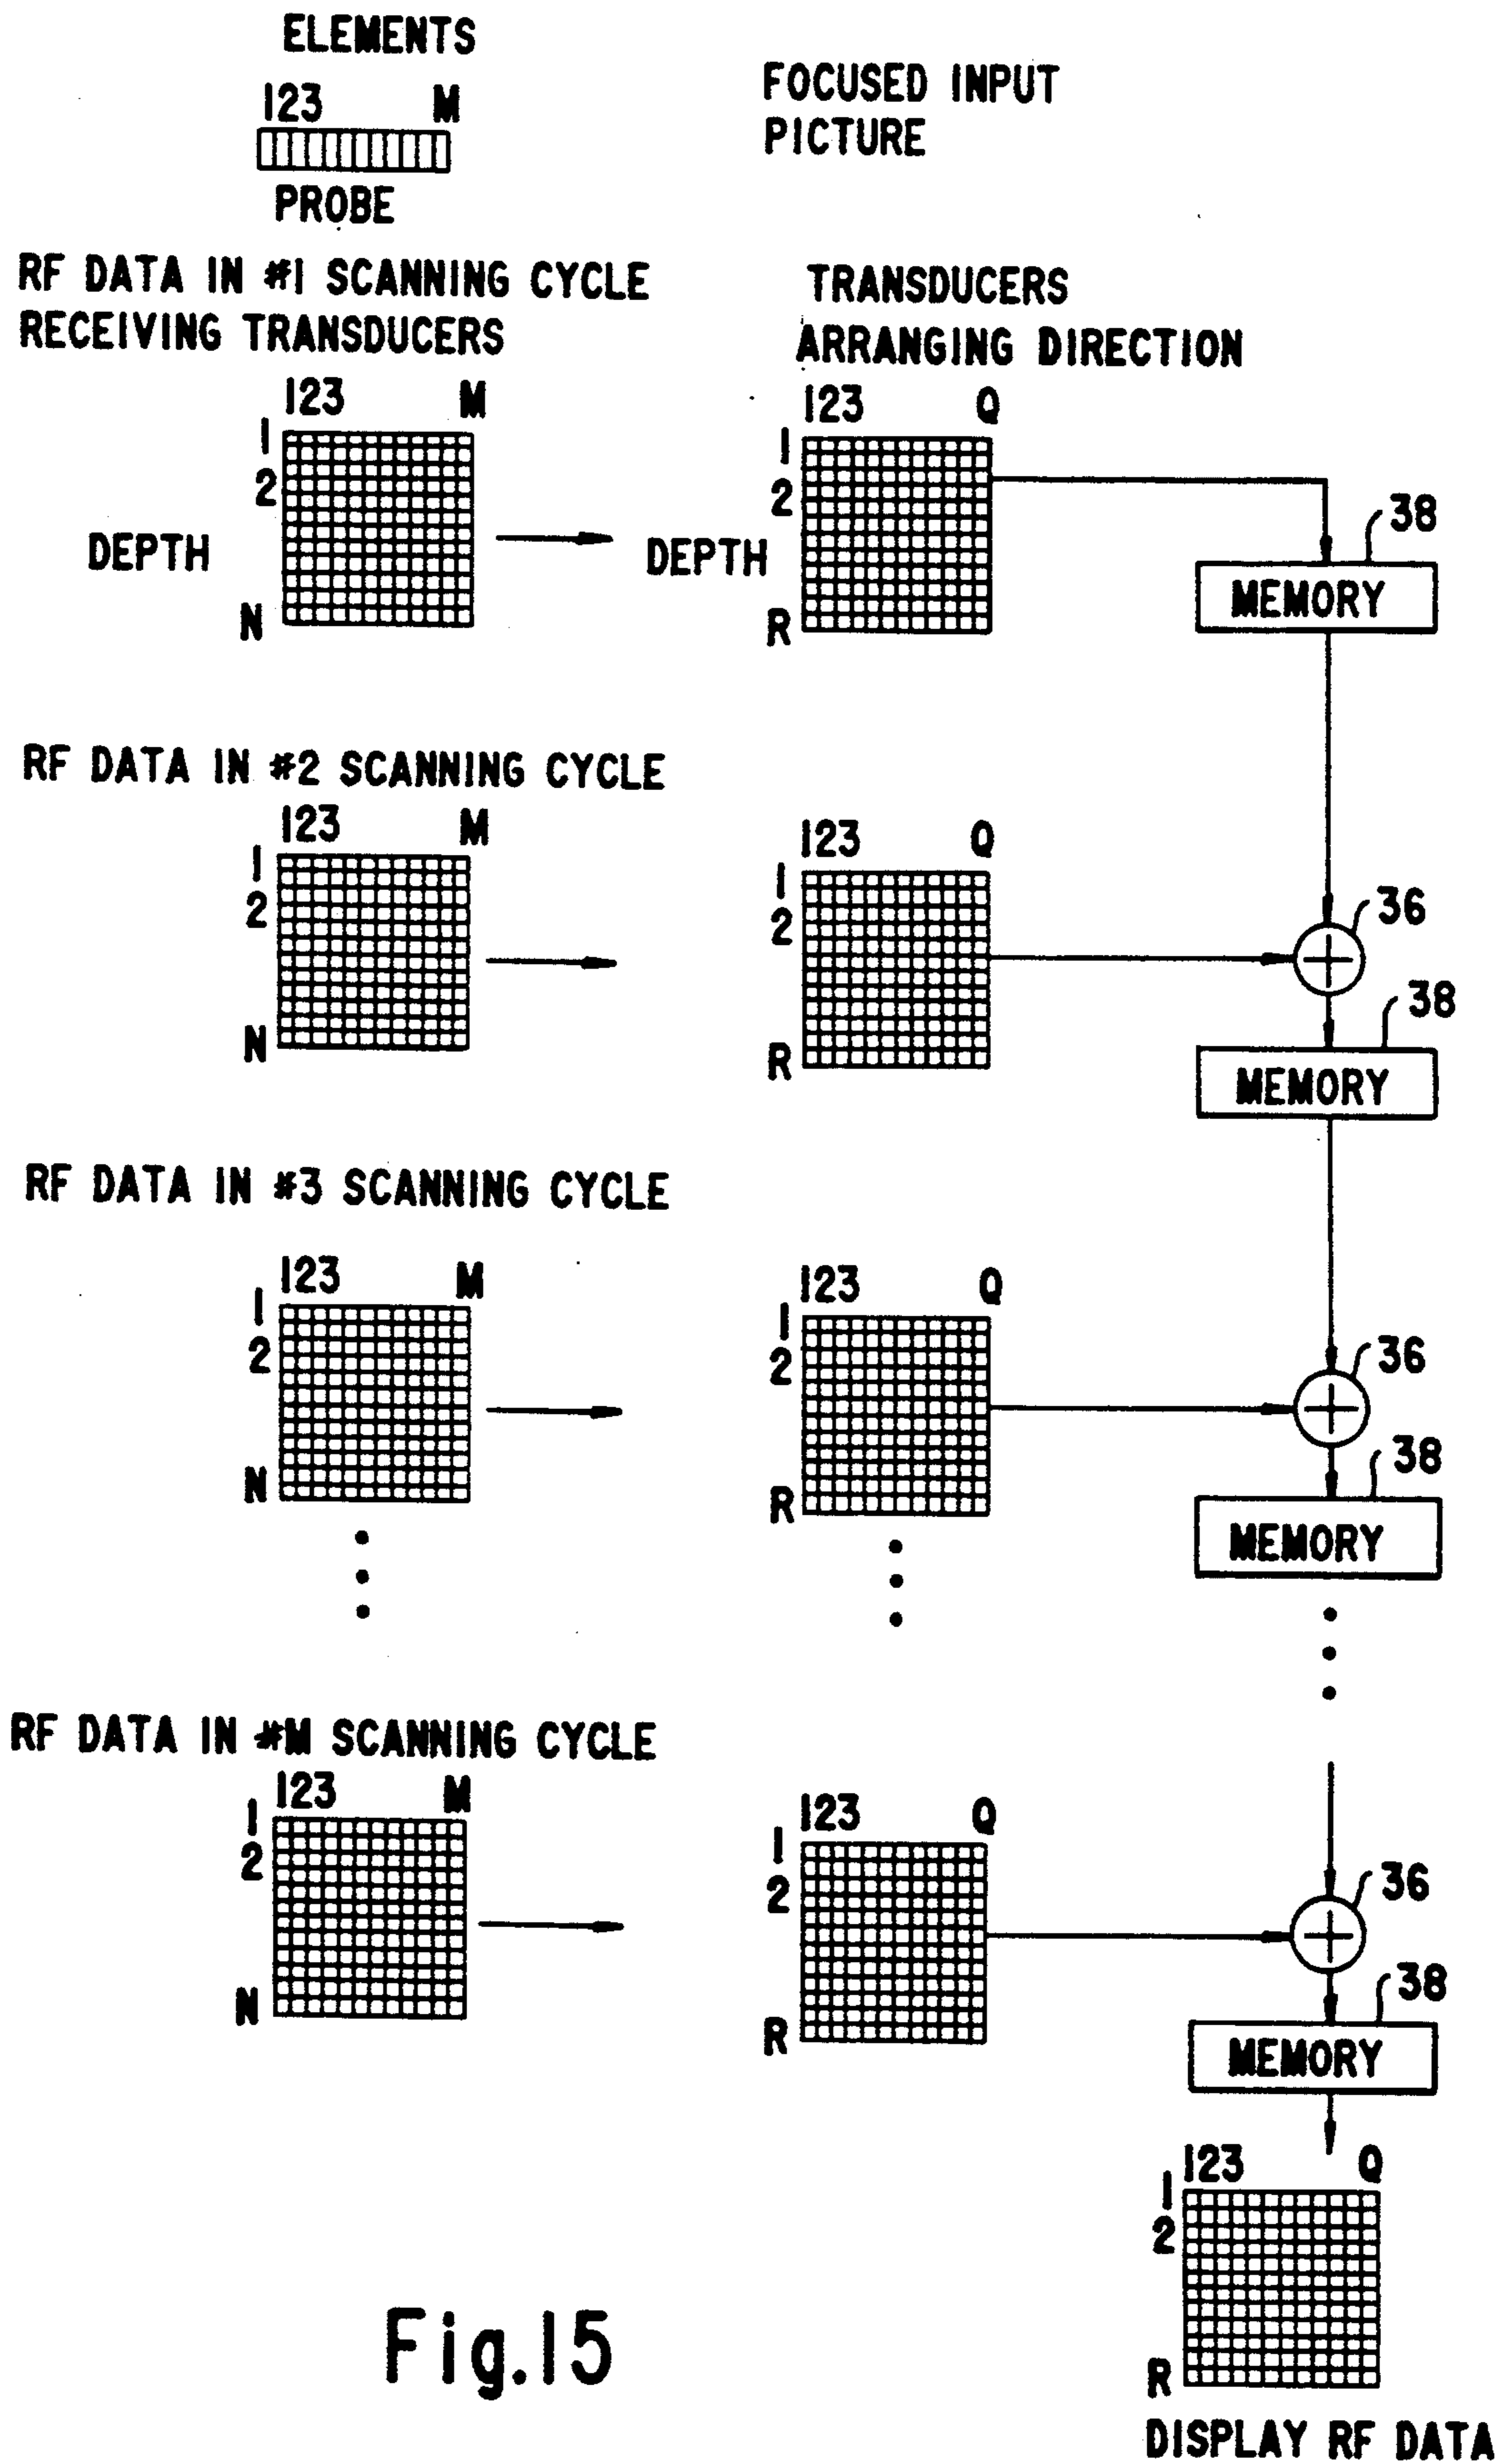 ELEMENTS
123 M
PROBE
FOCUSED INPUT
PICTURE
RF DATA IN #1 SCANNING CYCLE
RECEIVING TRANSDUCERS
TRANSDUCERS
ARRANGING DIRECTION
123 M
1
2
DEPTH
N
123 Q
1
2
DEPTH
R
38
MEMORY
RF DATA IN #2 SCANNING CYCLE
123 M
1
2
N
123 Q
1
2
R
36
38
MEMORY
RF DATA IN #3 SCANNING CYCLE
123 M
1
2
N
123 Q
1
2
R
36
38
MEMORY
RF DATA IN #M SCANNING CYCLE
123 M
1
2
N
123 Q
1
2
R
36
38
MEMORY
123 Q
1
2
R
DISPLAY RF DATA
Fig.15